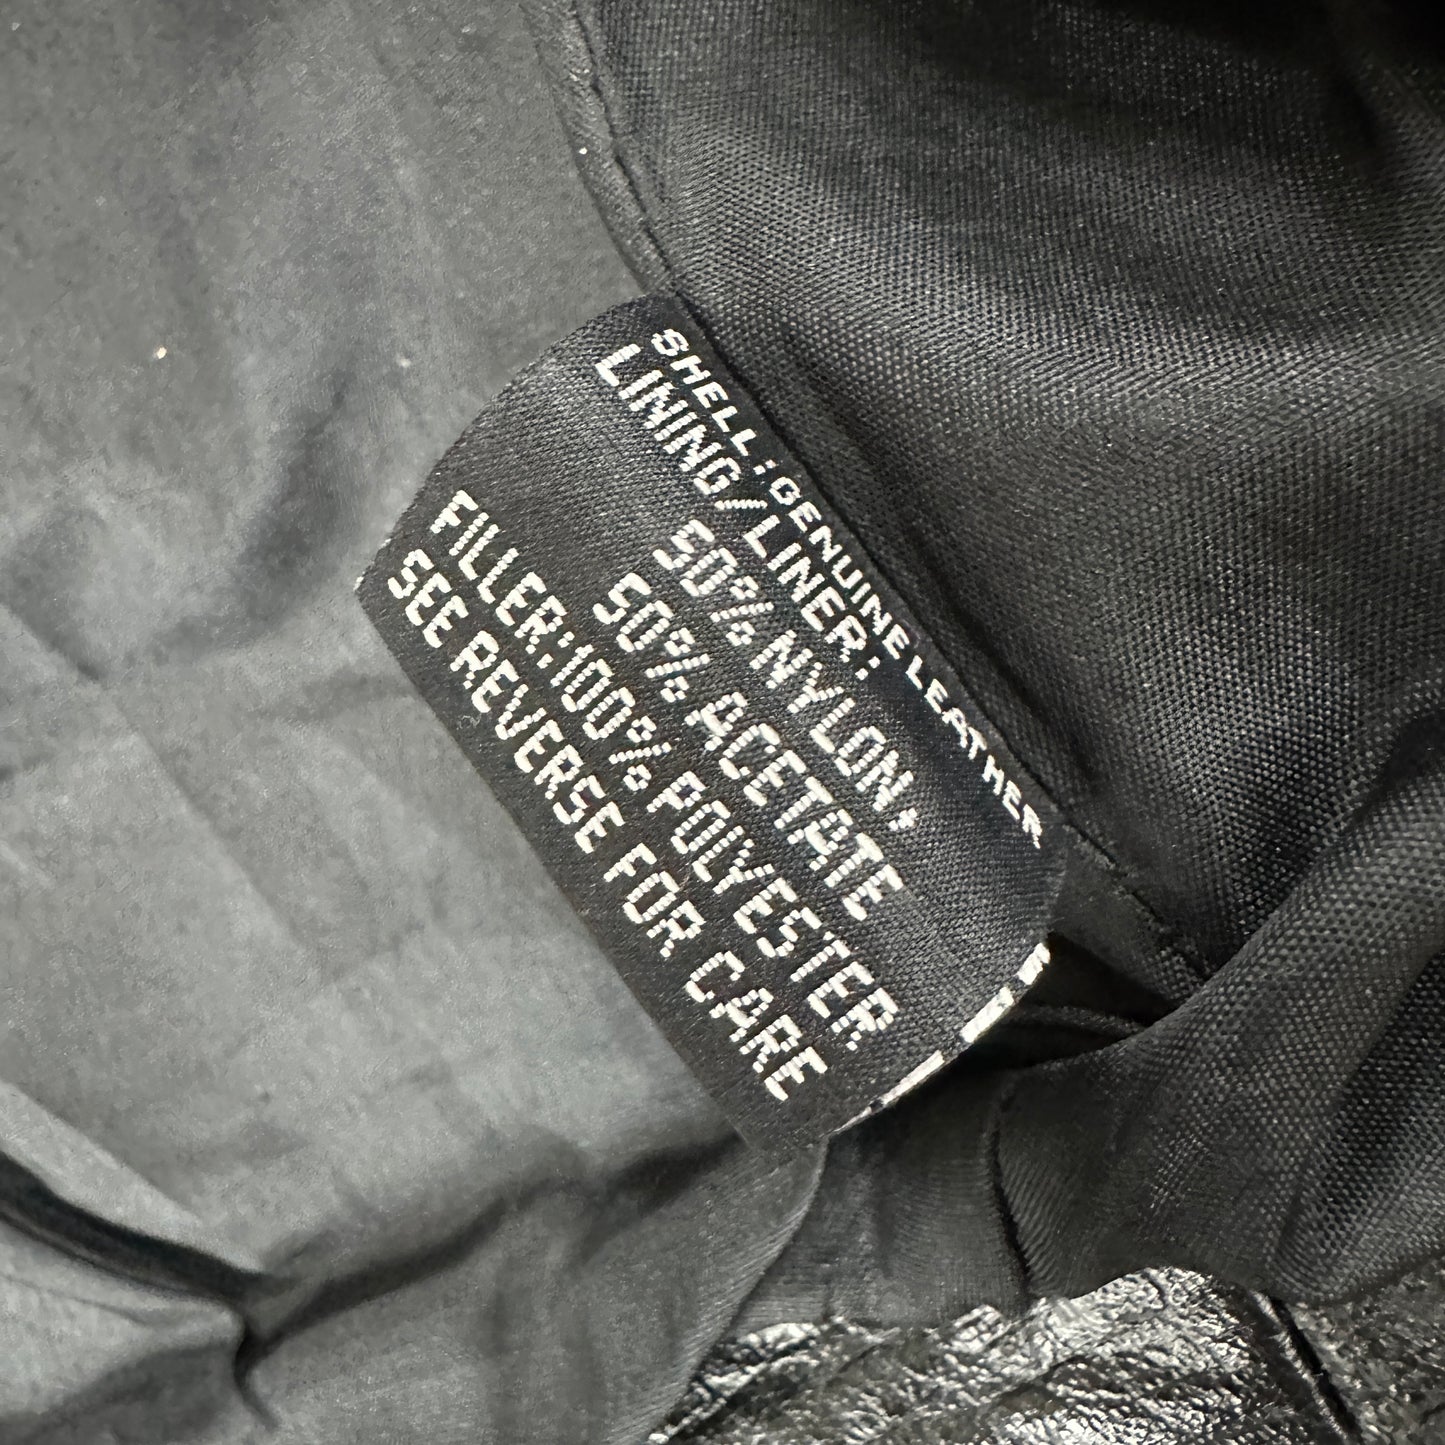 SHELL:GENUINE LEATHER
LINING/LINER:
50% NYLON,
50% ACETATE
FILLER:100% POLYESTER
SEE REVERSE FOR CARE